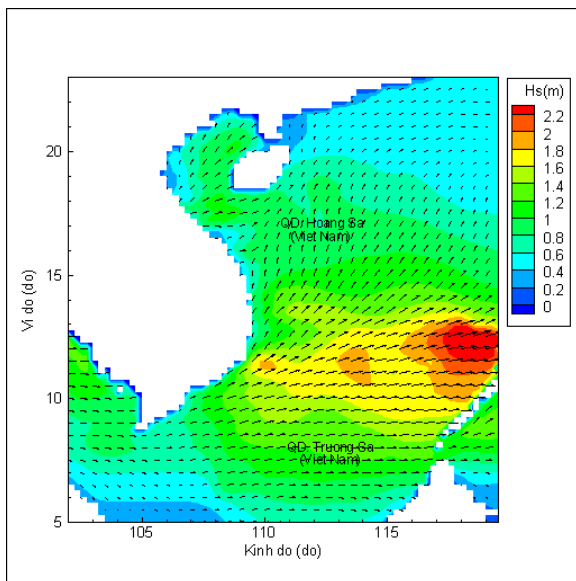 Hs(m)
2.2
2
1.8
1.6
1.4
1.2
1
0.8
0.6
0.4
0.2
0
20
15
10
5
Vi do (do)
QD. Hoang Sa
(Viet Nam)
QD. Truong Sa
(Viet Nam)
105
110
115
Kinh do (do)